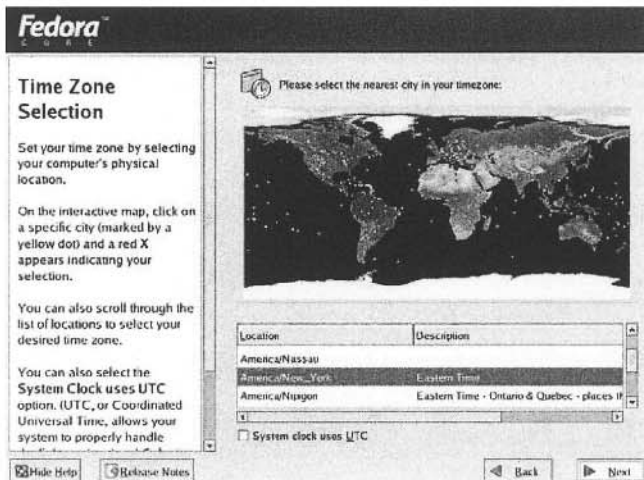 Fedora™
CORE
Time Zone
Selection
Set your time zone by selecting
your computer's physical
location.
On the interactive map, click on
a specific city (marked by a
yellow dot) and a red X
appears indicating your
selection.
You can also scroll through the
list of locations to select your
desired time zone.
You can also select the
System Clock uses UTC
option. (UTC, or Coordinated
Universal Time, allows your
system to properly handle
Please select the nearest city in your timezone:
Location Description
America/Nassau
America/New_York Eastern Time
America/Nipigon Eastern Time - Ontario & Quebec - places th
System clock uses UTC
Hide Help
Release Notes
Back
Next